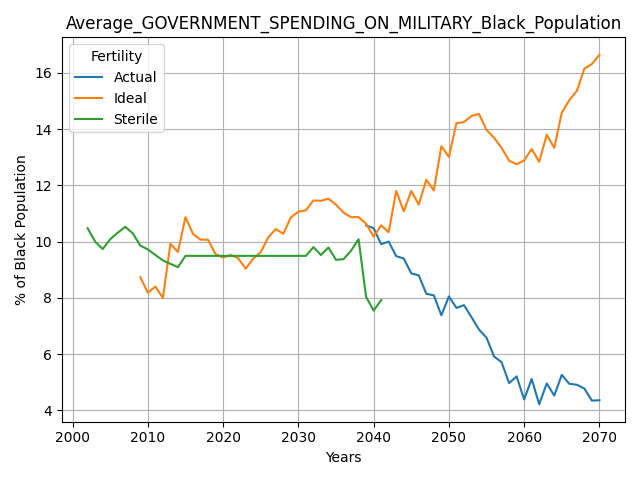 Average_GOVERNMENT_SPENDING_ON_MILITARY_Black_Population
Fertility
Actual
Ideal
Sterile
% of Black Population
16
14
12
10
8
6
4
2000 2010 2020 2030 2040 2050 2060 2070
Years